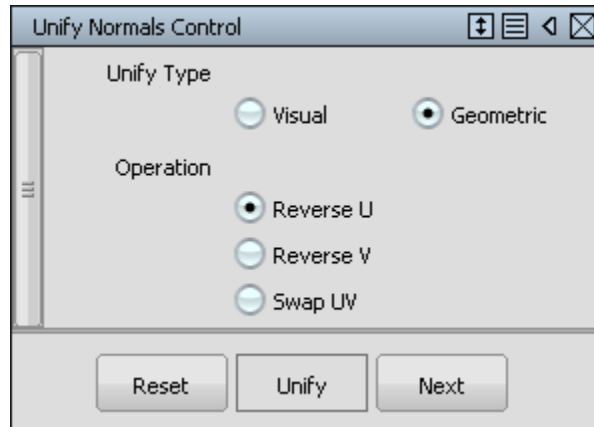 Unify Normals Control
Unify Type
Visual Geometric
Operation
Reverse U
Reverse V
Swap UV
Reset Unify Next